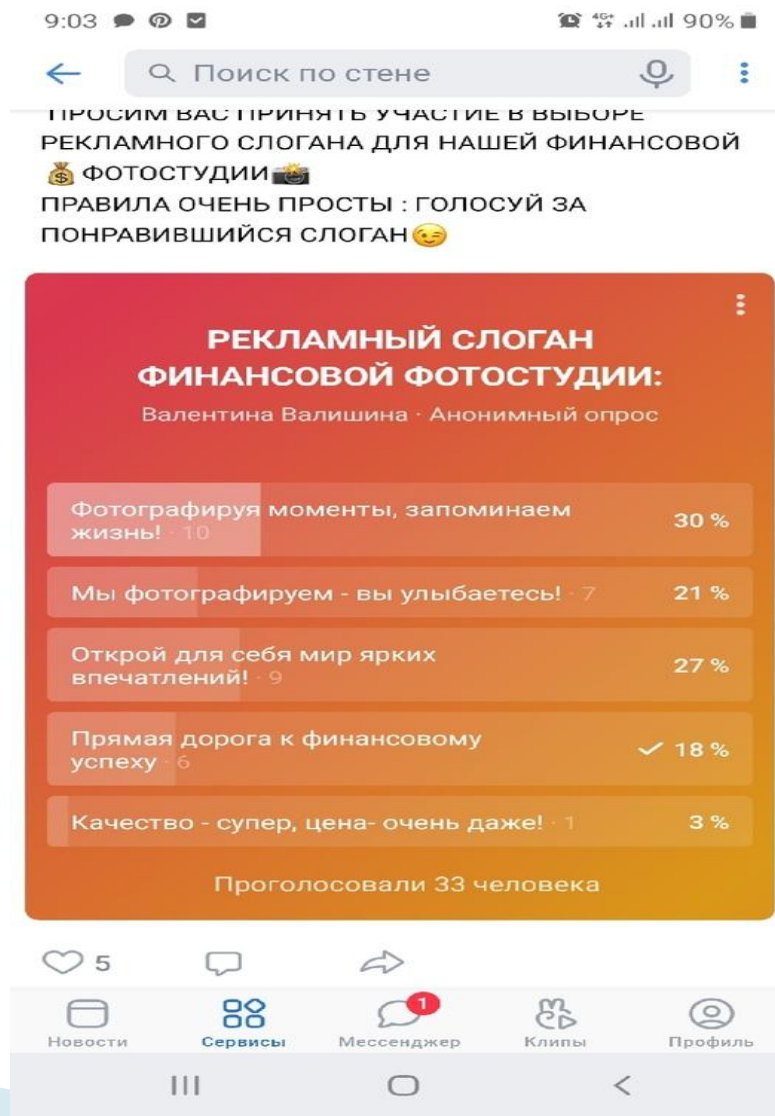 9:03 4G+ 90%
Поиск по стене
ПРОСИМ ВАС ПРИНЯТЬ УЧАСТИЕ В ВЫБОРЕ
РЕКЛАМНОГО СЛОГАНА ДЛЯ НАШЕЙ ФИНАНСОВОЙ
💰 ФОТОСТУДИИ📸
ПРАВИЛА ОЧЕНЬ ПРОСТЫ : ГОЛОСУЙ ЗА
ПОНРАВИВШИЙСЯ СЛОГАН😉
РЕКЛАМНЫЙ СЛОГАН
ФИНАНСОВОЙ ФОТОСТУДИИ:
Валентина Валишина · Анонимный опрос
Фотографируя моменты, запоминаем
жизнь! · 10 30 %
Мы фотографируем - вы улыбаетесь! · 7 21 %
Открой для себя мир ярких
впечатлений! · 9 27 %
Прямая дорога к финансовому
успеху · 6 18 %
Качество - супер, цена- очень даже! · 1 3 %
Проголосовали 33 человека
5
1
Новости Сервисы Мессенджер Клипы Профиль